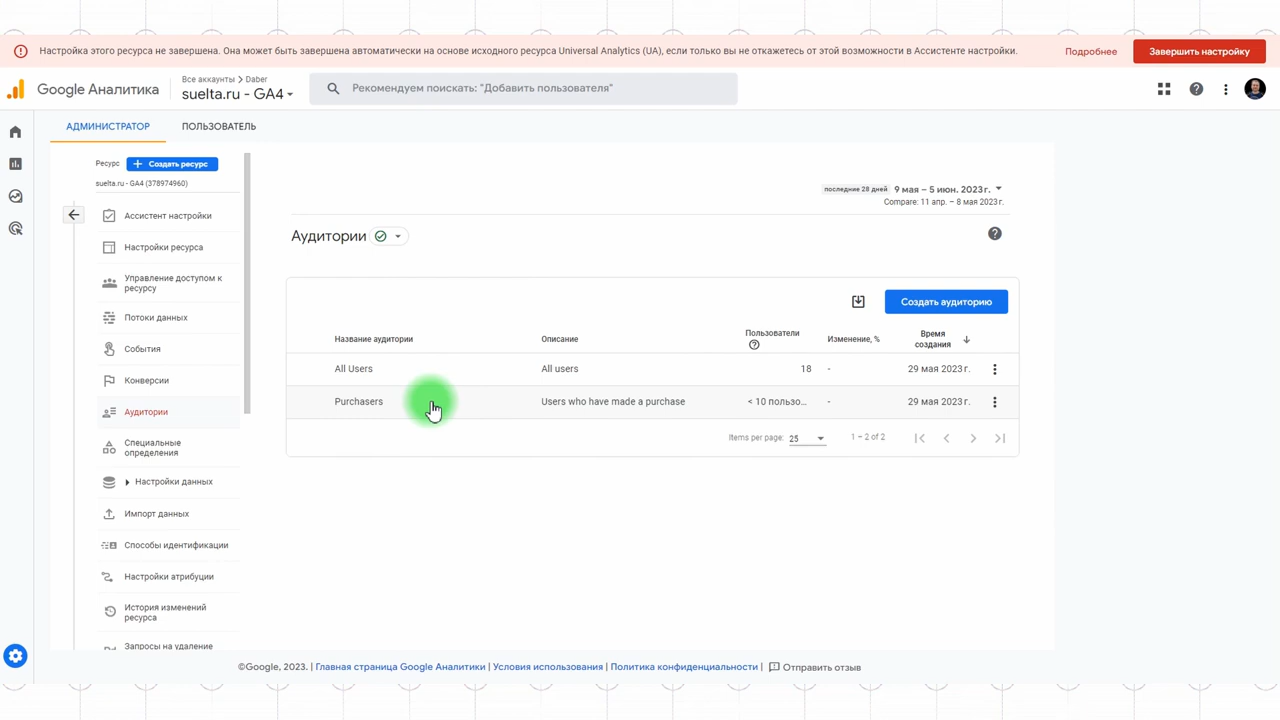 Настройка этого ресурса не завершена. Она может быть завершена автоматически на основе исходного ресурса Universal Analytics (UA), если только вы не откажетесь от этой возможности в Ассистенте настройки.
Подробнее
Завершить настройку
Google Аналитика
Все аккаунты > Daber
suelta.ru - GA4
Рекомендуем поискать: "Добавить пользователя"
АДМИНИСТРАТОР
ПОЛЬЗОВАТЕЛЬ
Ресурс
+ Создать ресурс
suelta.ru - GA4 (378974960)
Ассистент настройки
Настройки ресурса
Управление доступом к
ресурсу
Потоки данных
События
Конверсии
Аудитории
Специальные
определения
Настройки данных
Импорт данных
Способы идентификации
Настройки атрибуции
История изменений
ресурса
Запросы на удаление
последние 28 дней
9 мая – 5 июн. 2023 г.
Compare: 11 апр. – 8 мая 2023 г.
Аудитории
Создать аудиторию
Название аудитории
Описание
Пользователи
Изменение, %
Время
создания
All Users
All users
18
-
29 мая 2023 г.
Purchasers
Users who have made a purchase
< 10 пользо...
-
29 мая 2023 г.
Items per page:
25
1 – 2 of 2
©Google, 2023. | Главная страница Google Аналитики | Условия использования | Политика конфиденциальности | Отправить отзыв